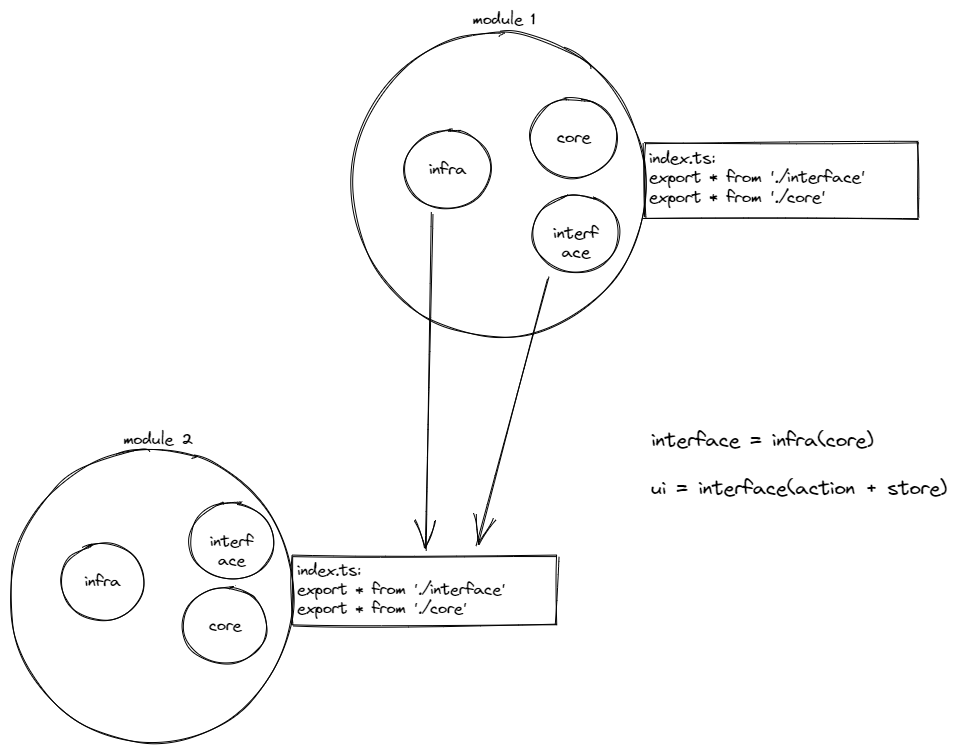 module 1
infra
core
interf
ace
index.ts:
export * from './interface'
export * from './core'
interface = infra(core)
ui = interface(action + store)
module 2
infra
interf
ace
core
index.ts:
export * from './interface'
export * from './core'